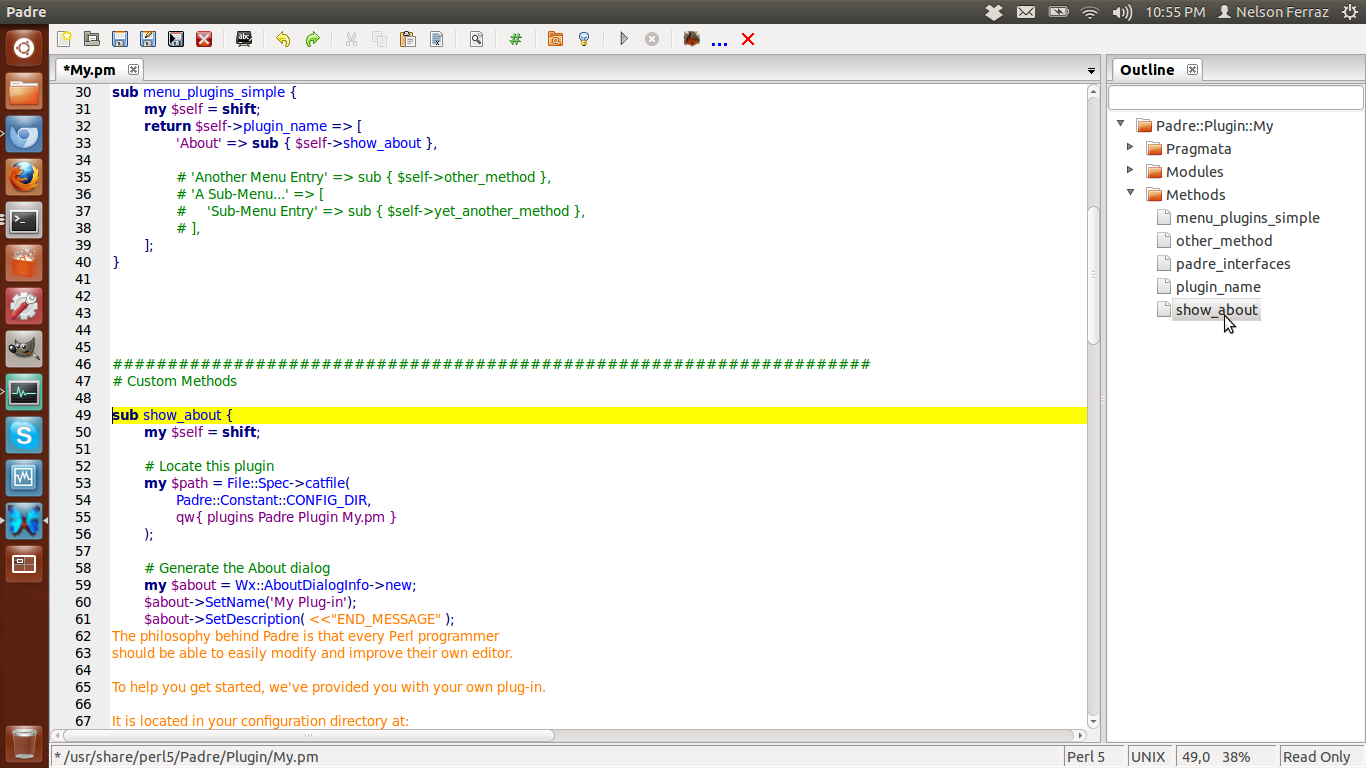 Padre
10:55 PM
Nelson Ferraz
*My.pm
30 sub menu_plugins_simple {
31 my $self = shift;
32 return $self->plugin_name => [
33 'About' => sub { $self->show_about },
34
35 # 'Another Menu Entry' => sub { $self->other_method },
36 # 'A Sub-Menu...' => [
37 #     'Sub-Menu Entry' => sub { $self->yet_another_method },
38 # ],
39 ];
40 }
41
42
43
44
45
46 #####################################################################
47 # Custom Methods
48
49 sub show_about {
50 my $self = shift;
51
52 # Locate this plugin
53 my $path = File::Spec->catfile(
54 Padre::Constant::CONFIG_DIR,
55 qw{ plugins Padre Plugin My.pm }
56 );
57
58 # Generate the About dialog
59 my $about = Wx::AboutDialogInfo->new;
60 $about->SetName('My Plug-in');
61 $about->SetDescription( <<"END_MESSAGE" );
62 The philosophy behind Padre is that every Perl programmer
63 should be able to easily modify and improve their own editor.
64
65 To help you get started, we've provided you with your own plug-in.
66
67 It is located in your configuration directory at:
Outline
Padre::Plugin::My
Pragmata
Modules
Methods
menu_plugins_simple
other_method
padre_interfaces
plugin_name
show_about
* /usr/share/perl5/Padre/Plugin/My.pm
Perl 5
UNIX
49,0 38%
Read Only